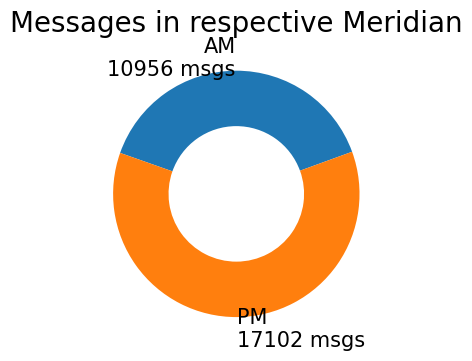 Messages in respective Meridian
AM
10956 msgs
PM
17102 msgs